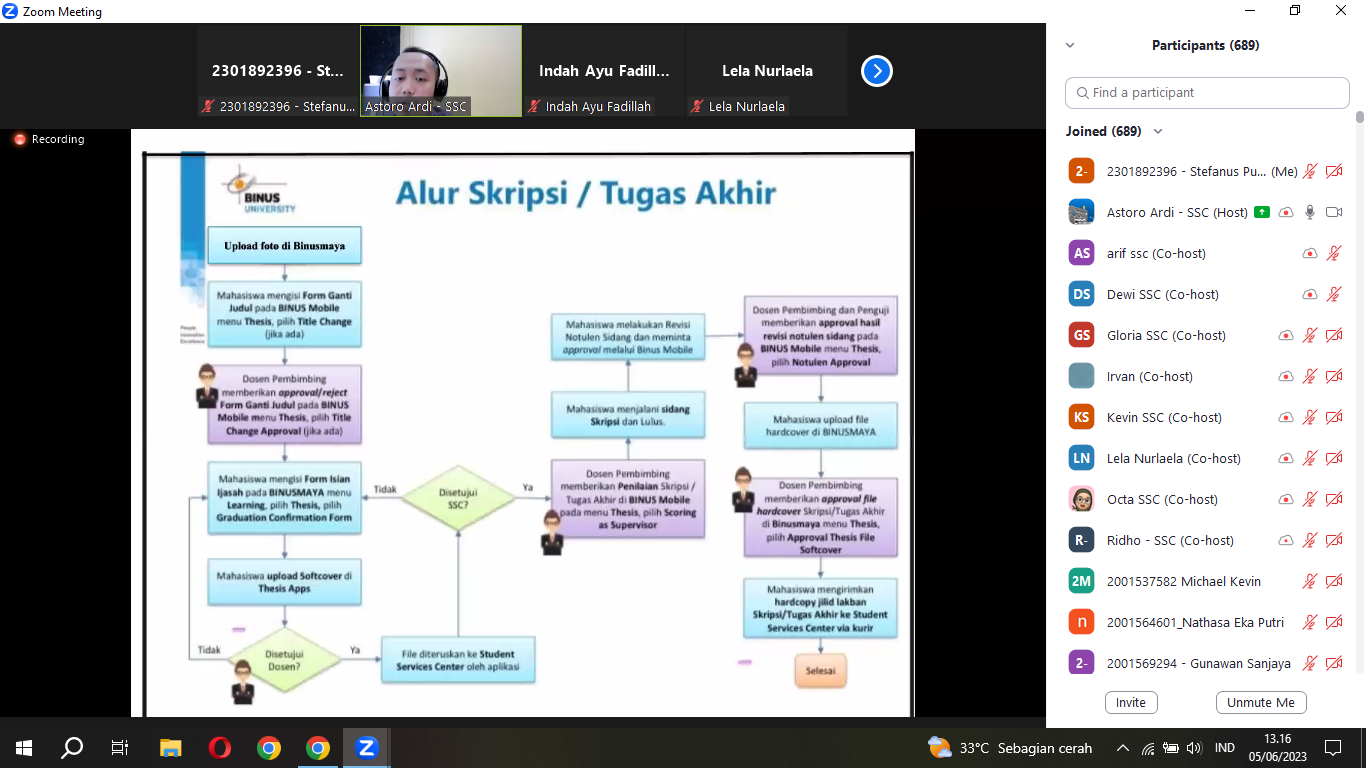 Zoom Meeting
2301892396 - St...
2301892396 - Stefanu...
Astoro Ardi - SSC
Indah Ayu Fadill...
Indah Ayu Fadillah
Lela Nurlaela
Lela Nurlaela
Recording
BINUS
UNIVERSITY
Alur Skripsi / Tugas Akhir
People
Innovation
Excellence
Upload foto di Binusmaya
Mahasiswa mengisi Form Ganti
Judul pada BINUS Mobile
menu Thesis, pilih Title Change
(jika ada)
Dosen Pembimbing
memberikan approval/reject
Form Ganti Judul pada BINUS
Mobile menu Thesis, pilih Title
Change Approval (jika ada)
Mahasiswa mengisi Form Isian
Ijasah pada BINUSMAYA menu
Learning, pilih Thesis, pilih
Graduation Confirmation Form
Mahasiswa upload Softcover di
Thesis Apps
Tidak
Disetujui
Dosen?
Ya
File diteruskan ke Student
Services Center oleh aplikasi
Tidak
Disetujui
SSC?
Ya
Dosen Pembimbing
memberikan Penilaian Skripsi /
Tugas Akhir di BINUS Mobile
pada menu Thesis, pilih Scoring
as Supervisor
Mahasiswa menjalani sidang
Skripsi dan Lulus.
Mahasiswa melakukan Revisi
Notulen Sidang dan meminta
approval melalui Binus Mobile
Dosen Pembimbing dan Penguji
memberikan approval hasil
revisi notulen sidang pada
BINUS Mobile menu Thesis,
pilih Notulen Approval
Mahasiswa upload file
hardcover di BINUSMAYA
Dosen Pembimbing
memberikan approval file
hardcover Skripsi/Tugas Akhir
di Binusmaya menu Thesis,
pilih Approval Thesis File
Softcover
Mahasiswa mengirimkan
hardcopy jilid lakban
Skripsi/Tugas Akhir ke Student
Services Center via kurir
Selesai
Participants (689)
Find a participant
Joined (689)
2- 2301892396 - Stefanus Pu... (Me)
Astoro Ardi - SSC (Host)
AS arif ssc (Co-host)
DS Dewi SSC (Co-host)
GS Gloria SSC (Co-host)
Irvan (Co-host)
KS Kevin SSC (Co-host)
LN Lela Nurlaela (Co-host)
Octa SSC (Co-host)
R- Ridho - SSC (Co-host)
2M 2001537582 Michael Kevin
n 2001564601_Nathasa Eka Putri
2- 2001569294 - Gunawan Sanjaya
Invite
Unmute Me
33°C Sebagian cerah
IND
13.16
05/06/2023